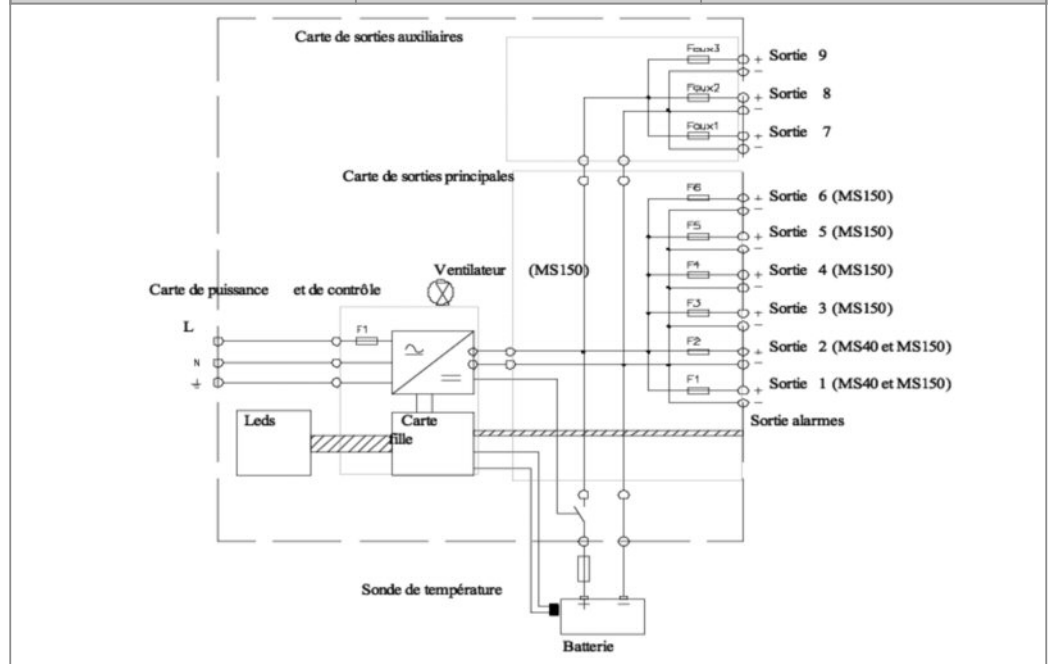 Carte de sorties auxiliaires
Faux3
+ Sortie 9
−
Faux2
+ Sortie 8
−
Faux1
+ Sortie 7
−
Carte de sorties principales
F6
+ Sortie 6 (MS150)
−
F5
+ Sortie 5 (MS150)
−
F4
+ Sortie 4 (MS150)
−
F3
+ Sortie 3 (MS150)
−
F2
+ Sortie 2 (MS40 et MS150)
−
F1
+ Sortie 1 (MS40 et MS150)
−
Ventilateur (MS150)
Carte de puissance et de contrôle
L
F1
N
Leds
Carte
fille
Sortie alarmes
Sonde de température
+ −
Batterie